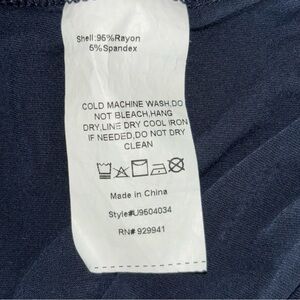 Shell:95%Rayon
5%Spandex
COLD MACHINE WASH,DO
NOT BLEACH,HANG
DRY,LINE DRY COOL IRON
IF NEEDED,DO NOT DRY
CLEAN
Made in China
Style#U9604034
RN# 929941